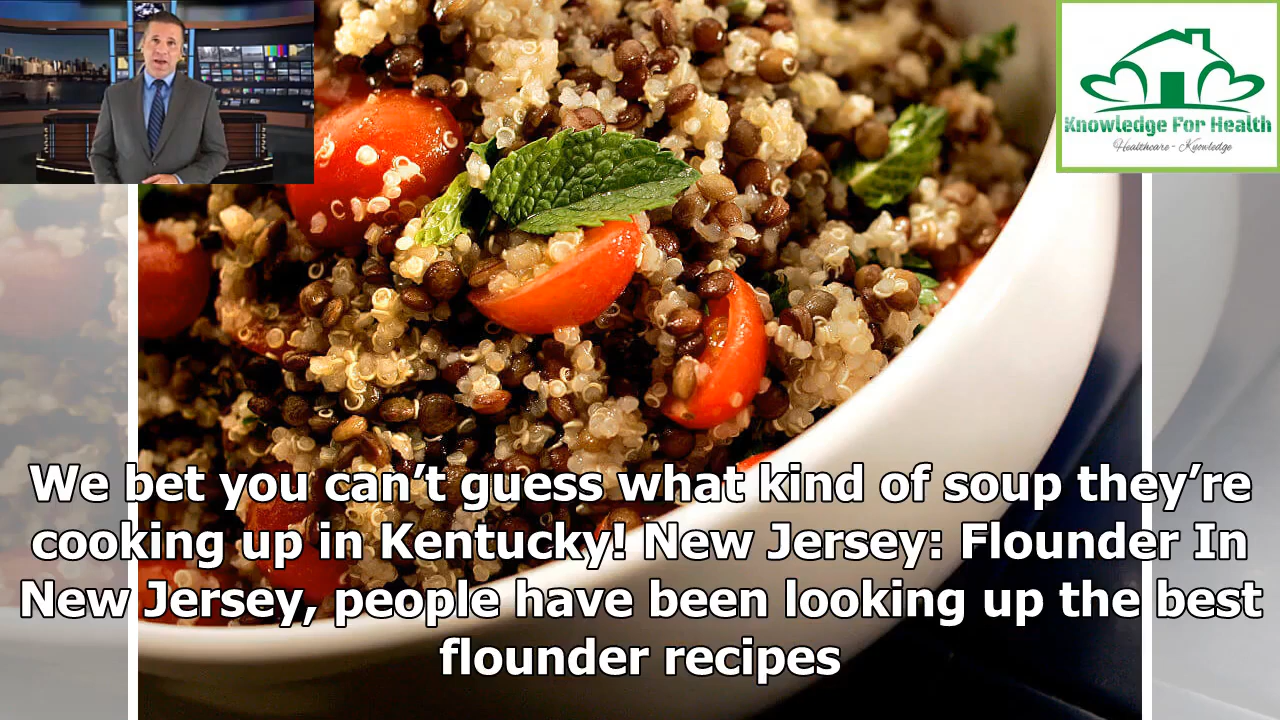 Knowledge For Health
Healthcare - Knowledge
We bet you can’t guess what kind of soup they’re
cooking up in Kentucky! New Jersey: Flounder In
New Jersey, people have been looking up the best
flounder recipes